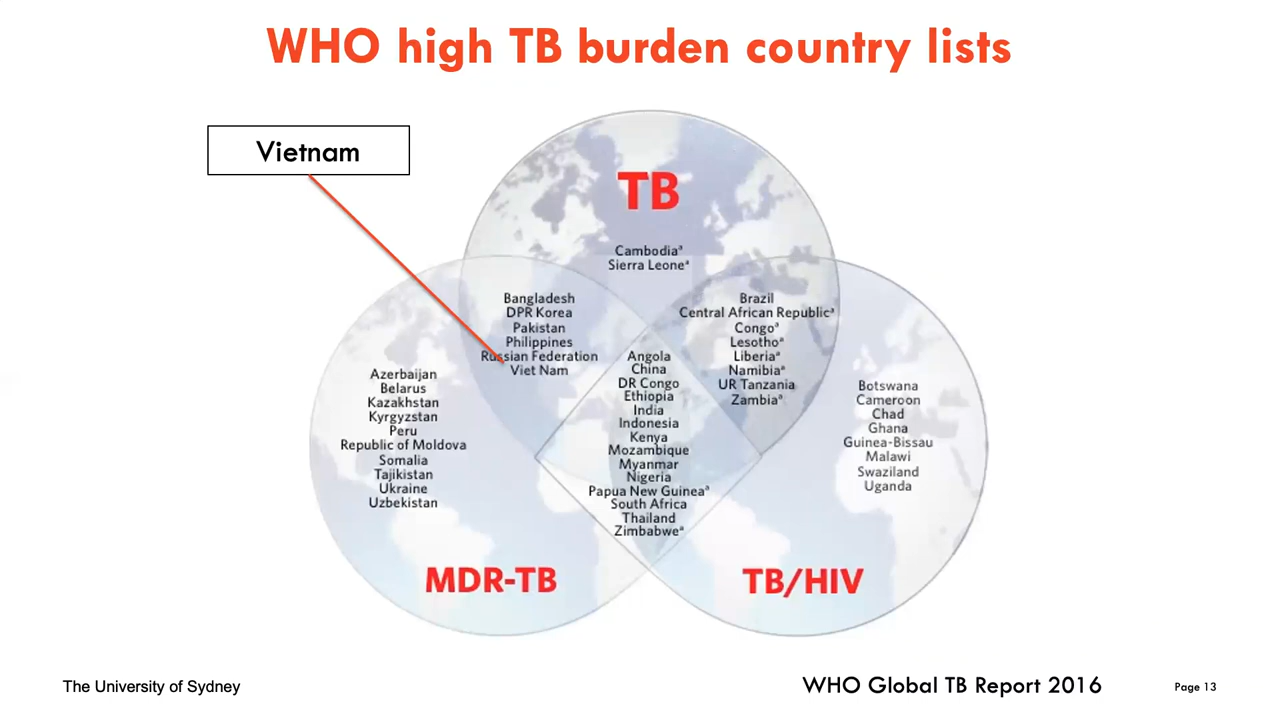 WHO high TB burden country lists
Vietnam
TB
Cambodiaᵃ
Sierra Leoneᵃ
Bangladesh
DPR Korea
Pakistan
Philippines
Russian Federation
Viet Nam
Brazil
Central African Republicᵃ
Congoᵃ
Lesothoᵃ
Liberiaᵃ
Namibiaᵃ
UR Tanzania
Zambiaᵃ
Angola
China
DR Congo
Ethiopia
India
Indonesia
Kenya
Mozambique
Myanmar
Nigeria
Papua New Guineaᵃ
South Africa
Thailand
Zimbabweᵃ
Azerbaijan
Belarus
Kazakhstan
Kyrgyzstan
Peru
Republic of Moldova
Somalia
Tajikistan
Ukraine
Uzbekistan
Botswana
Cameroon
Chad
Ghana
Guinea-Bissau
Malawi
Swaziland
Uganda
MDR-TB
TB/HIV
The University of Sydney
WHO Global TB Report 2016
Page 13